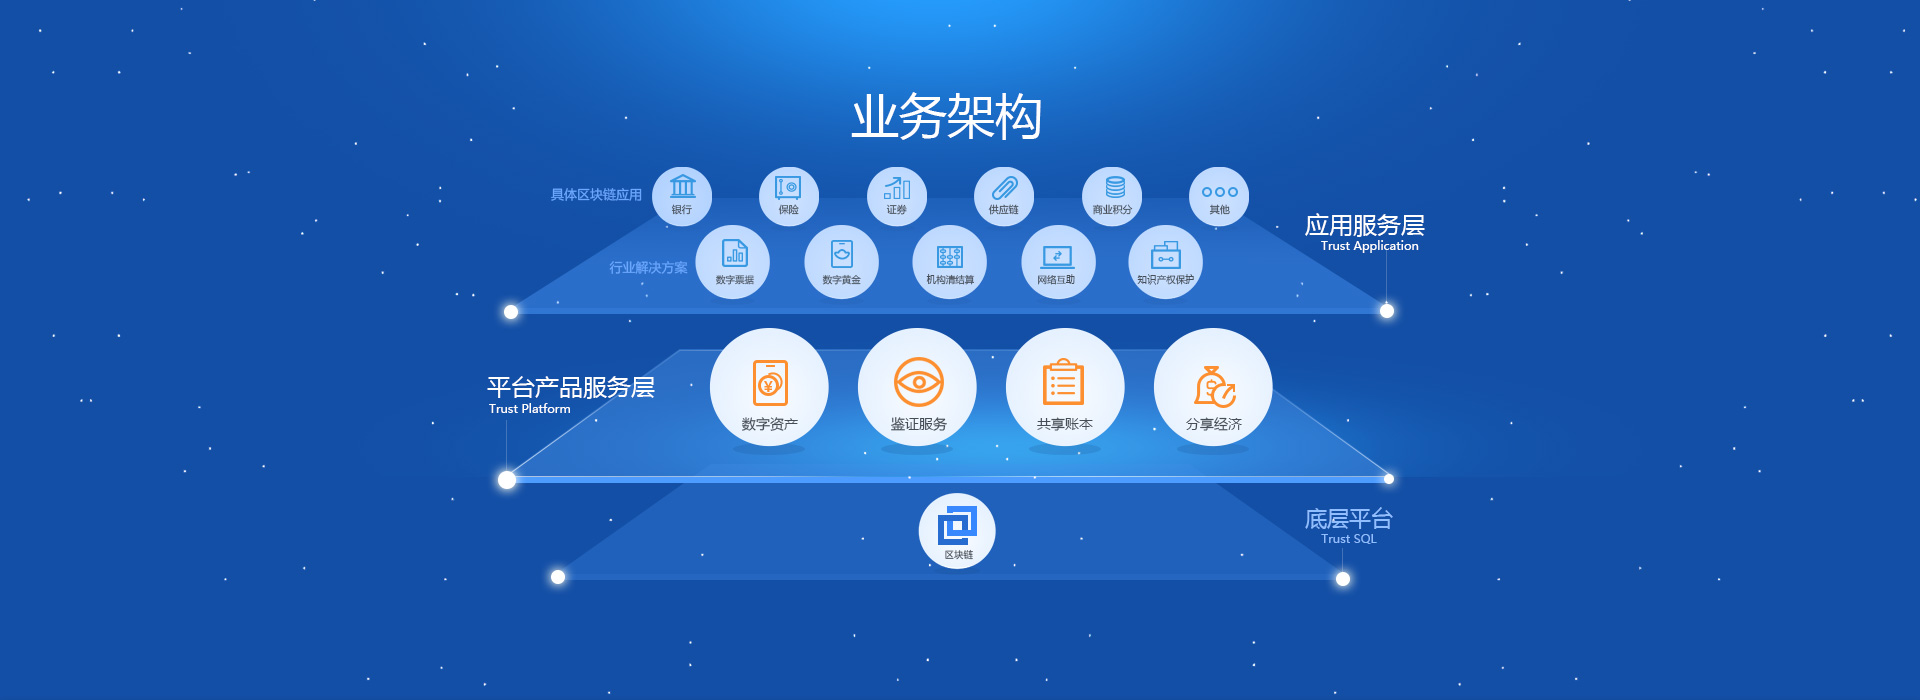 业务架构
具体区块链应用
银行
保险
证券
供应链
商业积分
其他
应用服务层
Trust Application
行业解决方案
数字票据
数字黄金
机构清结算
网络互助
知识产权保护
平台产品服务层
Trust Platform
数字资产
鉴证服务
共享账本
分享经济
底层平台
Trust SQL
区块链